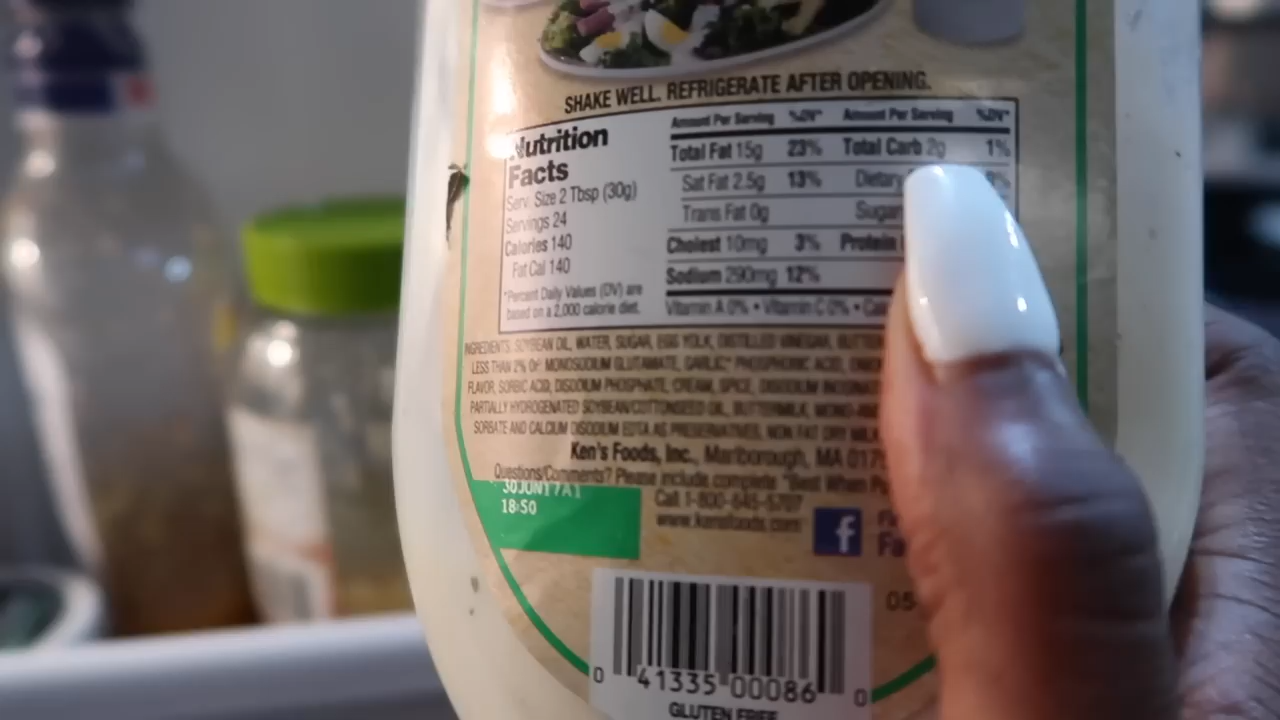 SHAKE WELL. REFRIGERATE AFTER OPENING.
Nutrition
Facts
Serv. Size 2 Tbsp (30g)
Servings 24
Calories 140
Fat Cal 140
*Percent Daily Values (DV) are
based on a 2,000 calorie diet.
Amount Per Serving %DV* Amount Per Serving %DV*
Total Fat 15g 23% Total Carb 2g 1%
Sat Fat 2.5g 13% Dietary
Trans Fat 0g
Cholest 10mg 3% Protein
Sodium 290mg 12%
Vitamin A 0% • Vitamin C 0% •
INGREDIENTS: SOYBEAN OIL, WATER, SUGAR, EGG YOLK, DISTILLED VINEGAR,
LESS THAN 2% OF: MONOSODIUM GLUTAMATE, GARLIC,* PHOSPHORIC ACID,
FLAVOR, SORBIC ACID, DISODIUM PHOSPHATE, CREAM, SPICE, DISODIUM
PARTIALLY HYDROGENATED SOYBEAN/COTTONSEED OIL, BUTTERMILK,
SORBATE AND CALCIUM DISODIUM EDTA AS PRESERVATIVES, NON FAT DRY MILK
Ken's Foods, Inc., Marlborough, MA
Questions/Comments? Please include complete "Best When
Call 1-800-645-5707
www.kensfoods.com
30JUN17A1
18:50
f
0 41335 00086 0
GLUTEN FREE